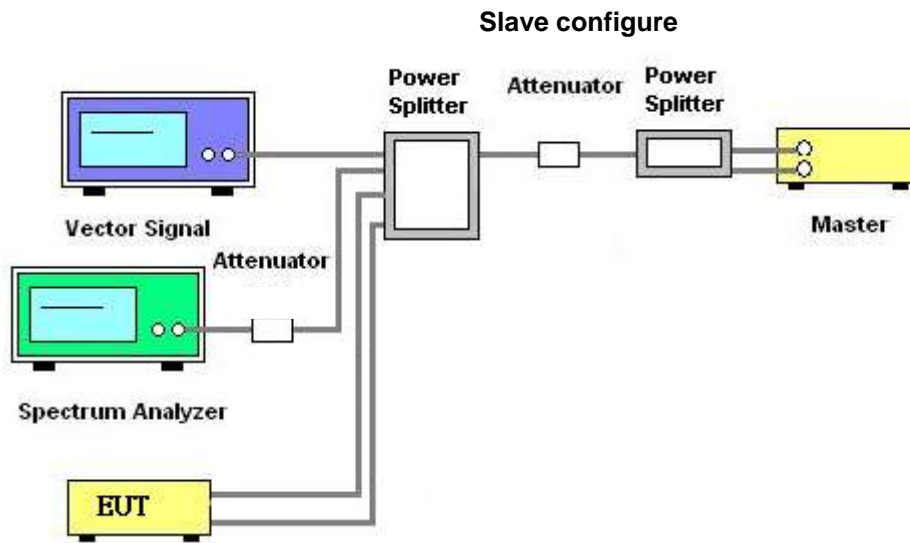 Slave configure
Power
Splitter
Attenuator
Power
Splitter
Vector Signal
Master
Attenuator
Spectrum Analyzer
EUT